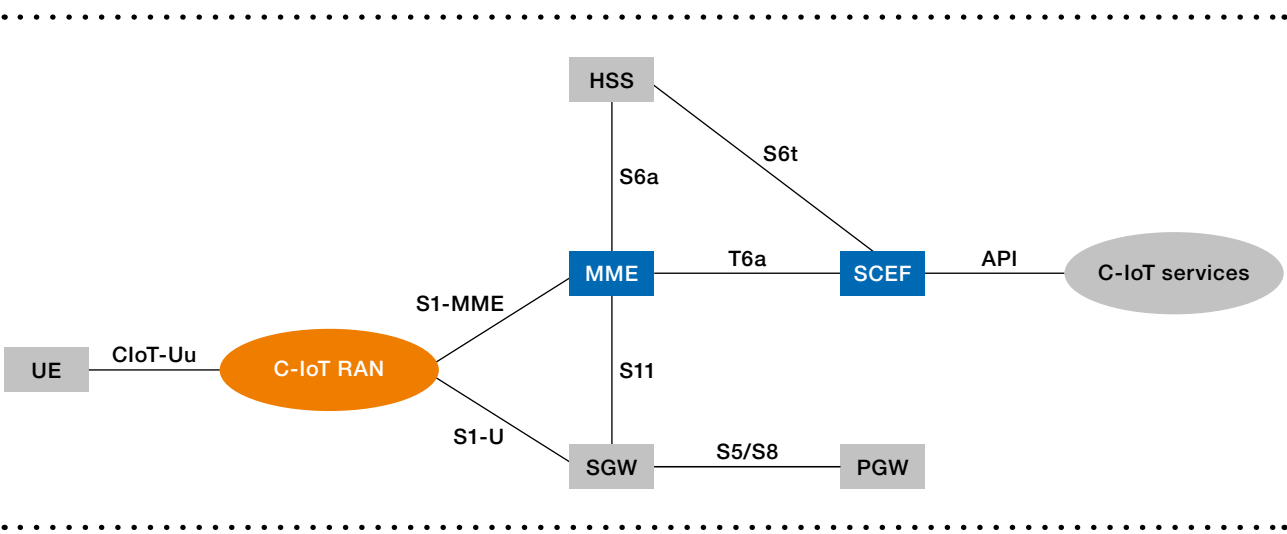 HSS
S6t
S6a
MME
T6a
SCEF
API
C-IoT services
S1-MME
UE
CIoT-Uu
C-IoT RAN
S11
S1-U
SGW
S5/S8
PGW